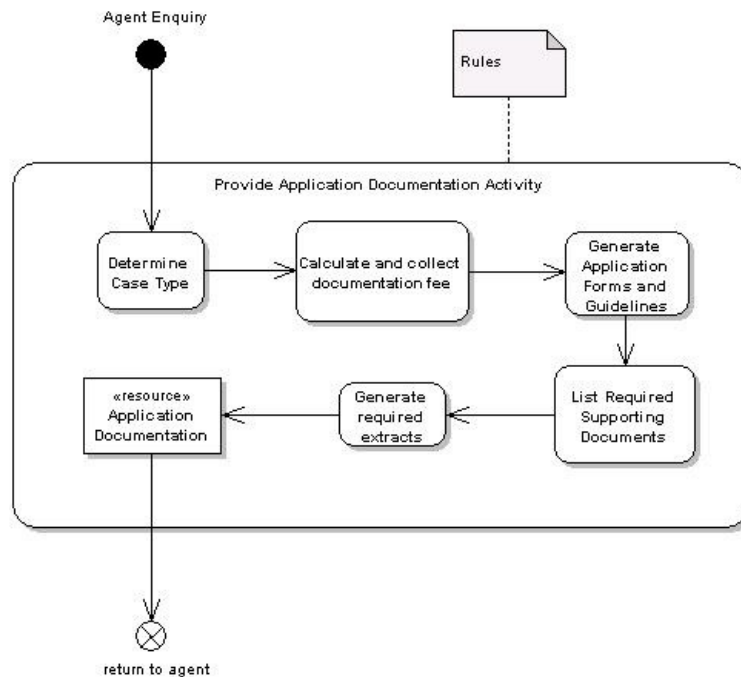 Agent Enquiry
Rules
Provide Application Documentation Activity
Determine
Case Type
Calculate and collect
documentation fee
Generate
Application
Forms and
Guidelines
«resource»
Application
Documentation
Generate
required
extracts
List Required
Supporting
Documents
return to agent